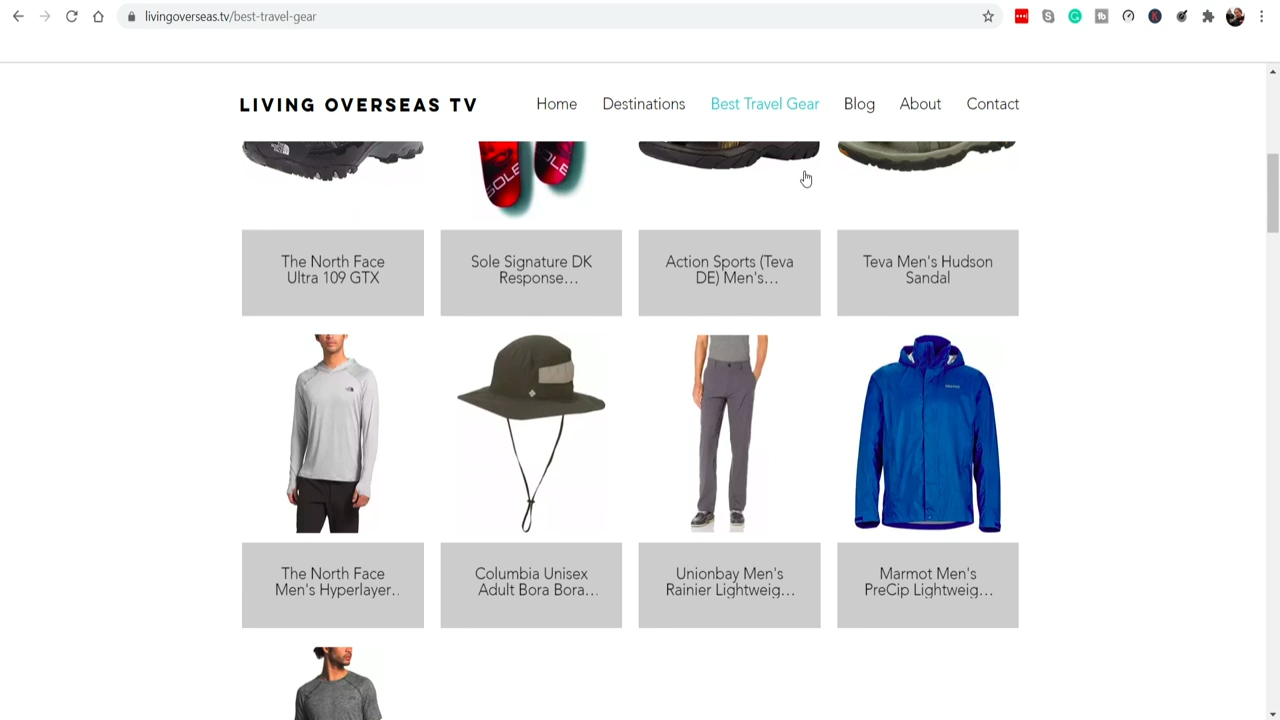 livingoverseas.tv/best-travel-gear
LIVING OVERSEAS TV
Home
Destinations
Best Travel Gear
Blog
About
Contact
SOLE
SOLE
The North Face
Ultra 109 GTX
Sole Signature DK
Response...
Action Sports (Teva
DE) Men's...
Teva Men's Hudson
Sandal
The North Face
Men's Hyperlayer..
Columbia Unisex
Adult Bora Bora...
Unionbay Men's
Rainier Lightweig...
Marmot Men's
PreCip Lightweig...